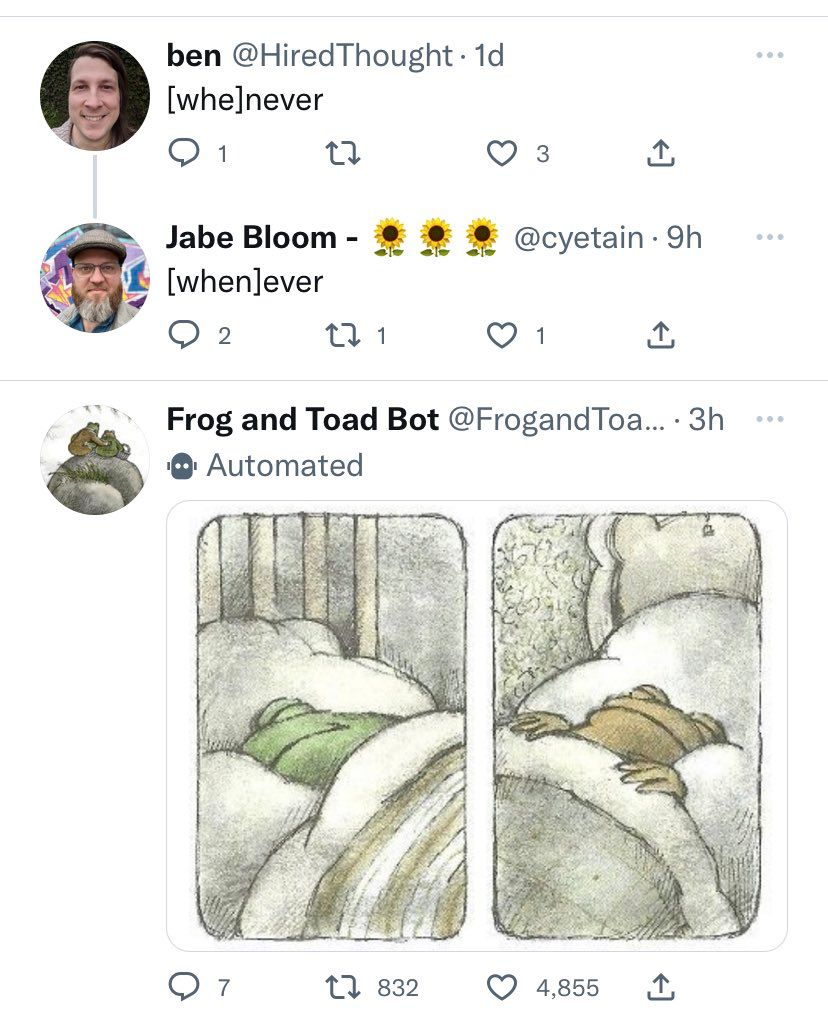 ben @HiredThought · 1d
[whe]never
1 3
Jabe Bloom - 🌻 🌻 🌻 @cyetain · 9h
[when]ever
2 1 1
Frog and Toad Bot @FrogandToa... · 3h
Automated
7 832 4,855